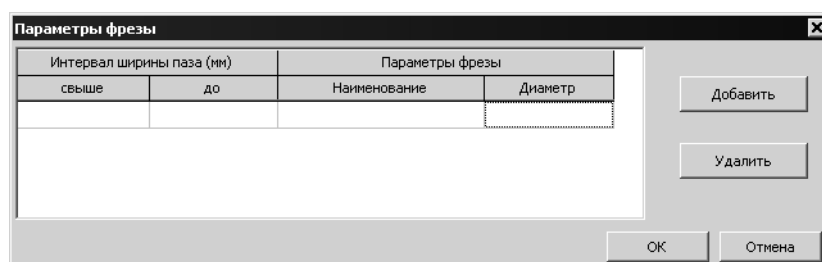 Параметры фрезы
Интервал ширины паза (мм) Параметры фрезы
свыше до Наименование Диаметр
Добавить
Удалить
OK Отмена